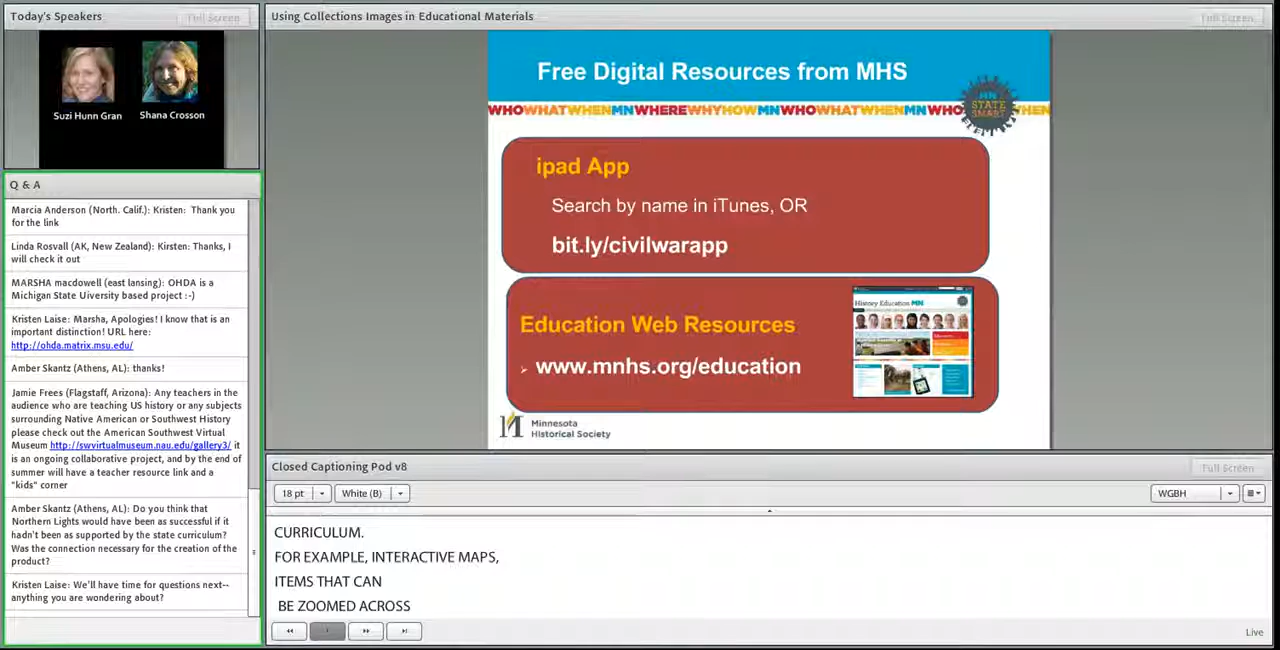 Today's Speakers
Full Screen
Suzi Hunn Gran
Shana Crosson
Q & A
Marcia Anderson (North. Calif.): Kristen: Thank you
for the link
Linda Rosvall (AK, New Zealand): Kirsten: Thanks, I
will check it out
MARSHA macdowell (east lansing): OHDA is a
Michigan State Uiversity based project :-)
Kristen Laise: Marsha, Apologies! I know that is an
important distinction! URL here:
http://ohda.matrix.msu.edu/
Amber Skantz (Athens, AL): thanks!
Jamie Frees (Flagstaff, Arizona): Any teachers in the
audience who are teaching US history or any subjects
surrounding Native American or Southwest History
please check out the American Southwest Virtual
Museum http://swvirtualmuseum.nau.edu/gallery3/ it
is an ongoing collaborative project, and by the end of
summer will have a teacher resource link and a
"kids" corner
Amber Skantz (Athens, AL): Do you think that
Northern Lights would have been as successful if it
hadn't been as supported by the state curriculum?
Was the connection necessary for the creation of the
product?
Kristen Laise: We'll have time for questions next--
anything you are wondering about?
Using Collections Images in Educational Materials
Full Screen
Free Digital Resources from MHS
WHOWHATWHENMNWHEREWHYHOWMNWHOWHATWHENMNWHO
MN
STATE
SMART
ipad App
Search by name in iTunes, OR
bit.ly/civilwarapp
Education Web Resources
www.mnhs.org/education
History Education MN
Minnesota
Historical Society
Closed Captioning Pod v8
Full Screen
18 pt
White (B)
WGBH
CURRICULUM.
FOR EXAMPLE, INTERACTIVE MAPS,
ITEMS THAT CAN
BE ZOOMED ACROSS
Live